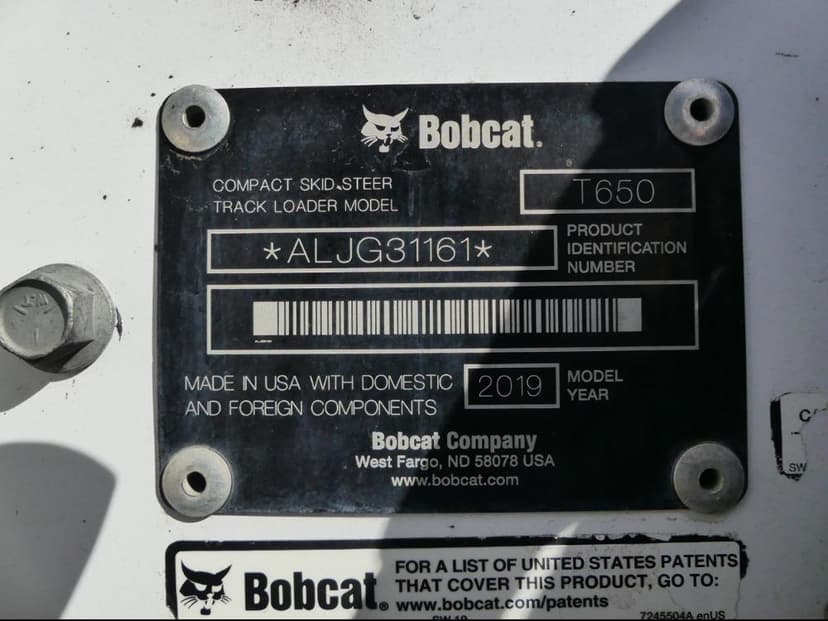 Bobcat.
COMPACT SKID STEER
TRACK LOADER MODEL
T650
*ALJG31161*
PRODUCT
IDENTIFICATION
NUMBER
MADE IN USA WITH DOMESTIC
AND FOREIGN COMPONENTS
2019
MODEL
YEAR
Bobcat Company
West Fargo, ND 58078 USA
www.bobcat.com
SW
Bobcat®
FOR A LIST OF UNITED STATES PATENTS
THAT COVER THIS PRODUCT, GO TO:
www.bobcat.com/patents
7245504A enUS